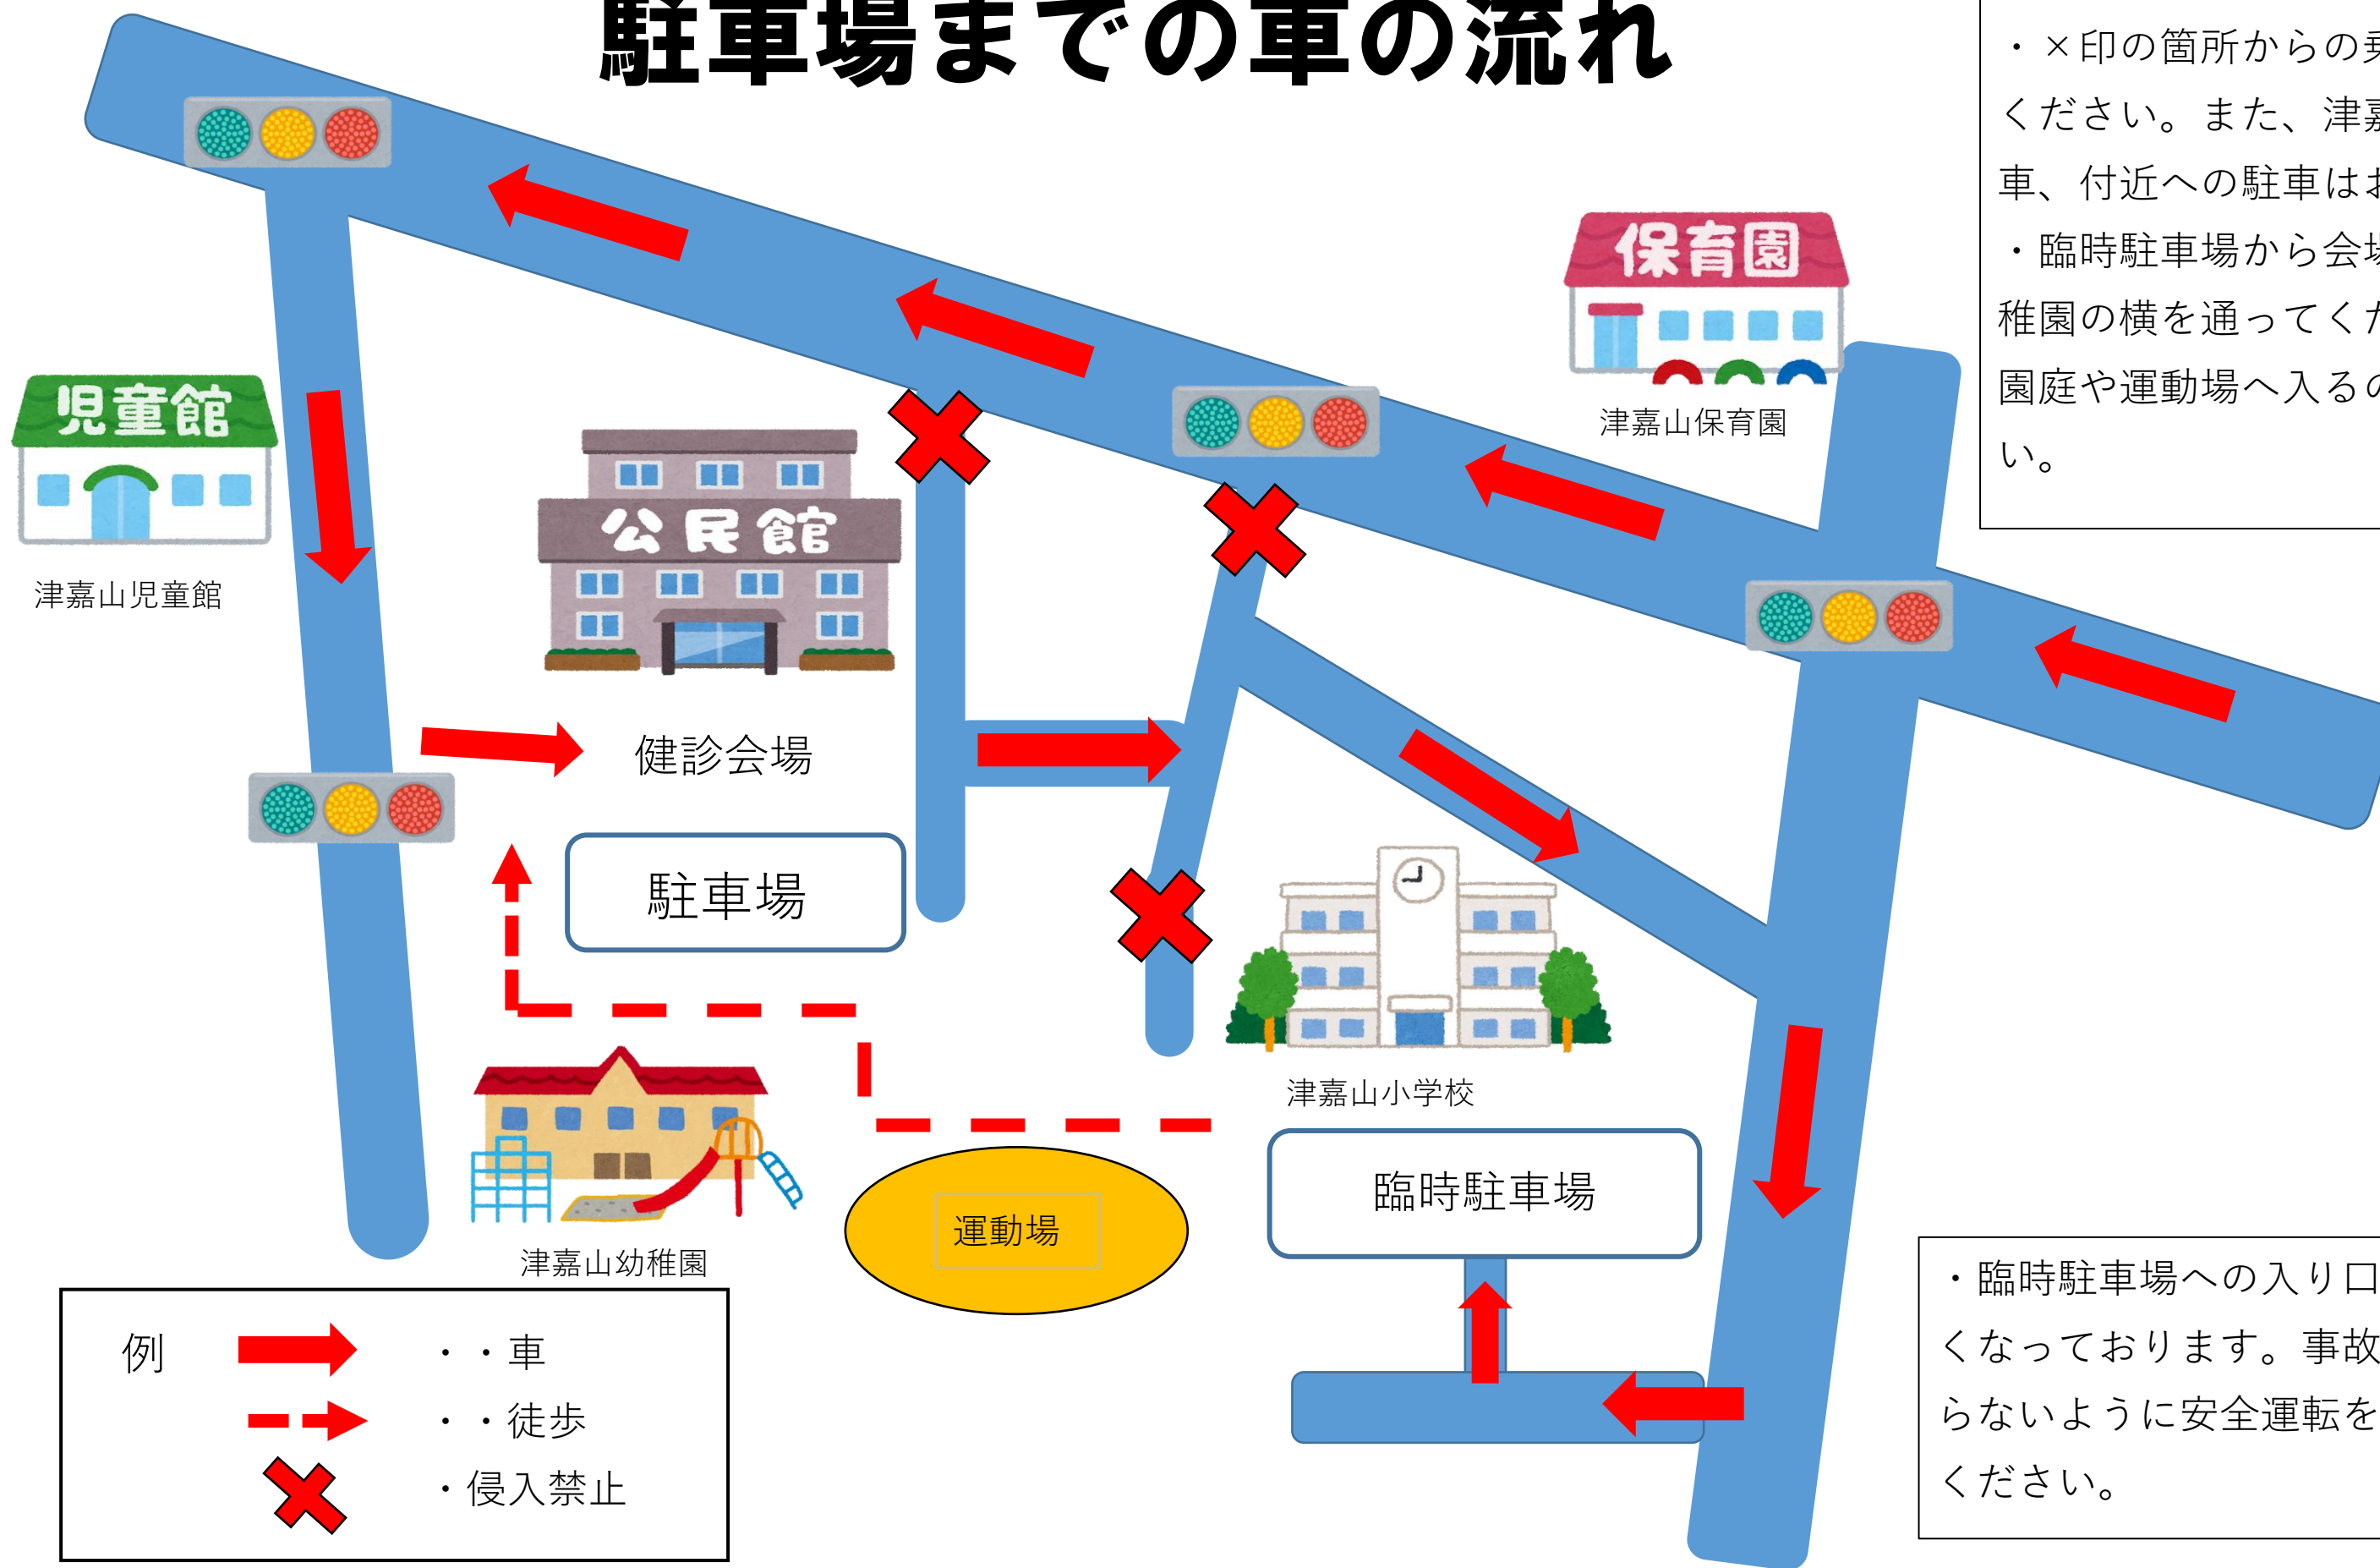 駐車場までの車の流れ
・×印の箇所からの
ください。また、津嘉
車、付近への駐車はお
・臨時駐車場から会場
稚園の横を通ってくだ
園庭や運動場へ入るの
い。
保育園
津嘉山保育園
児童館
津嘉山児童館
公民館
健診会場
駐車場
津嘉山小学校
臨時駐車場
運動場
津嘉山幼稚園
・臨時駐車場への入り口
くなっております。事故
らないように安全運転を
ください。
例
・・車
・・徒歩
・侵入禁止